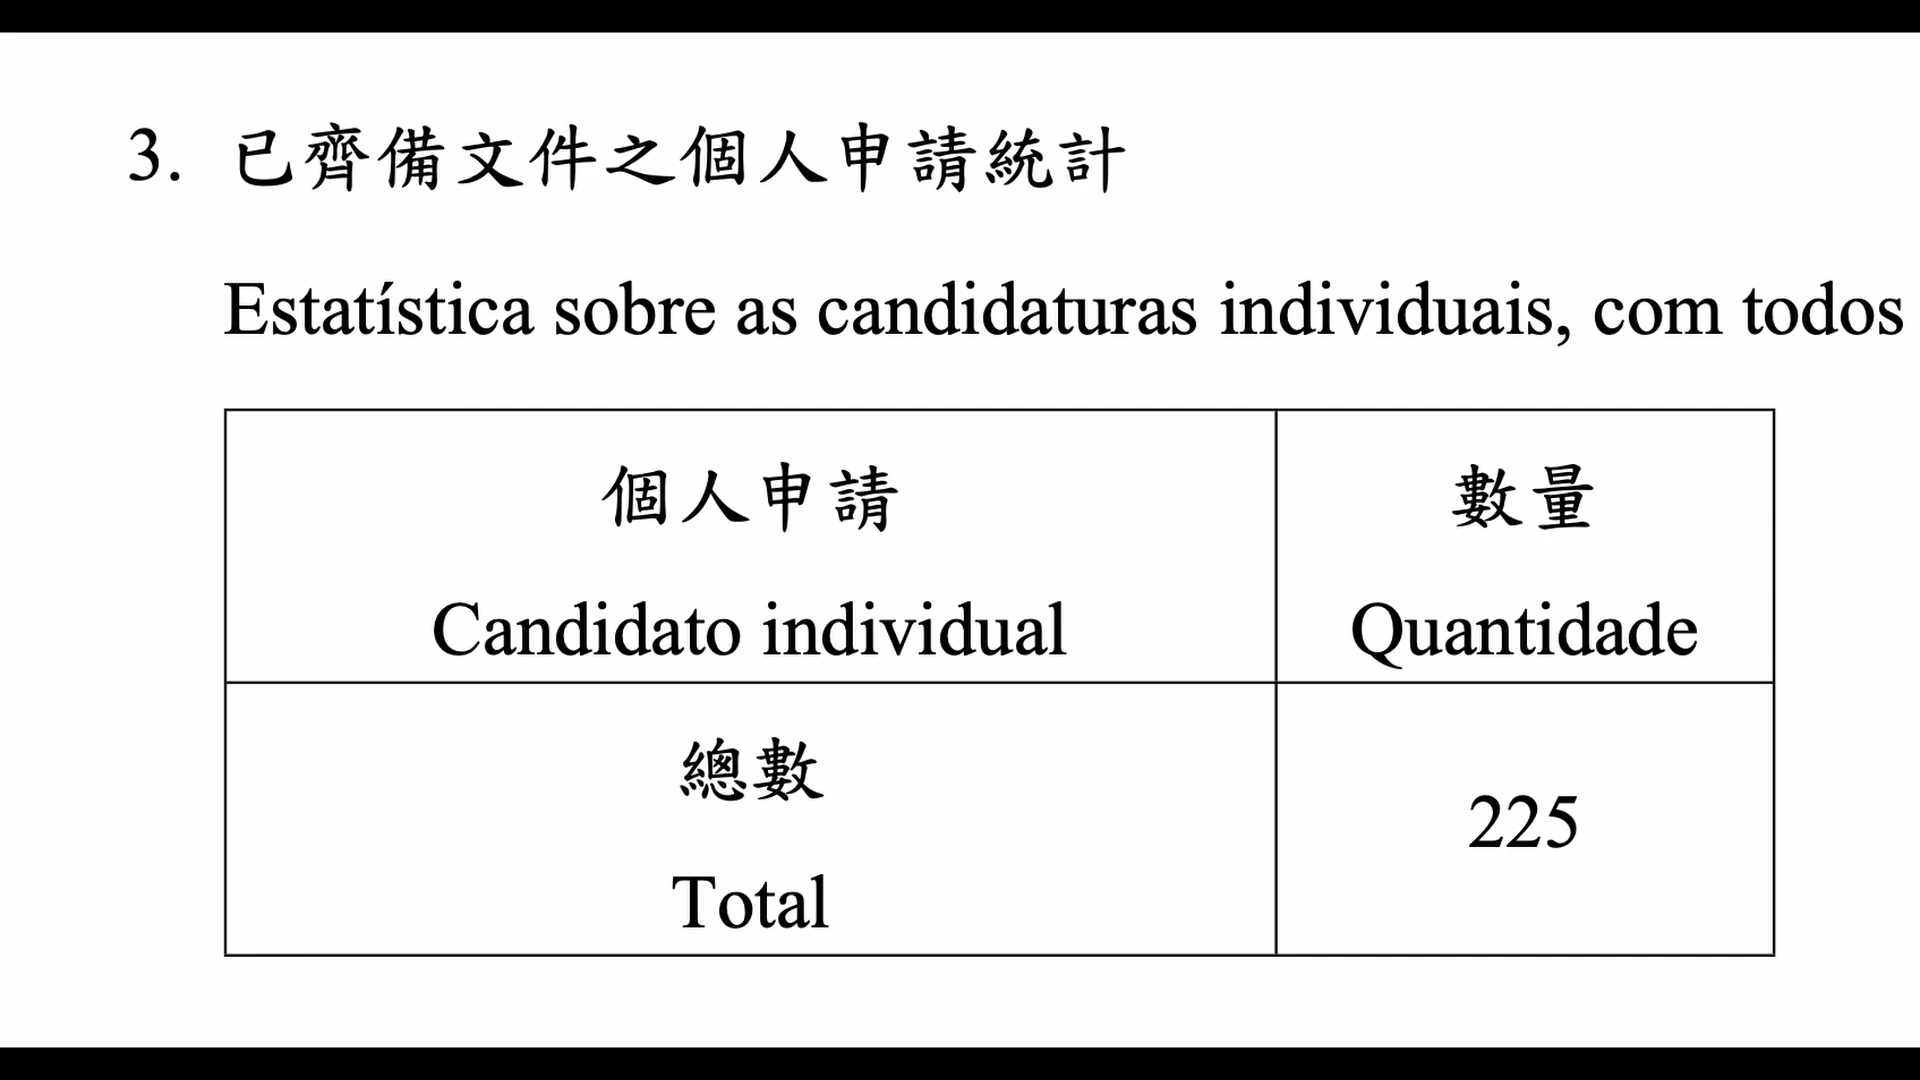 3. 已齊備文件之個人申請統計
Estatística sobre as candidaturas individuais, com todos
個人申請
Candidato individual
數量
Quantidade
總數
Total
225